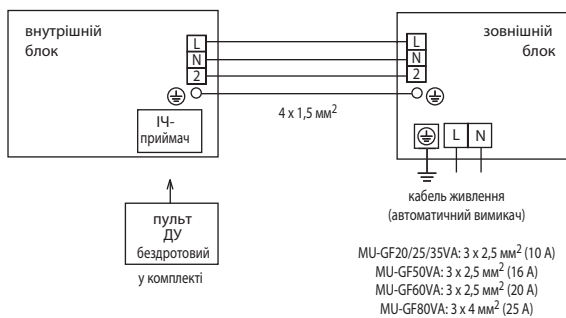 внутрішній
блок
L
N
2
ІЧ-
приймач
пульт
ДУ
бездротовий
у комплекті
4 x 1,5 мм²
зовнішній
блок
L
N
2
L N
кабель живлення
(автоматичний вимикач)
MU-GF20/25/35VA: 3 x 2,5 мм² (10 А)
MU-GF50VA: 3 x 2,5 мм² (16 А)
MU-GF60VA: 3 x 2,5 мм² (20 А)
MU-GF80VA: 3 x 4 мм² (25 А)